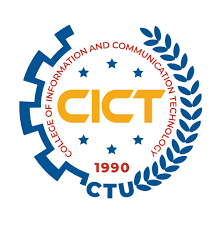 COLLEGE OF INFORMATION AND COMMUNICATION TECHNOLOGY
CICT
1990
CTU